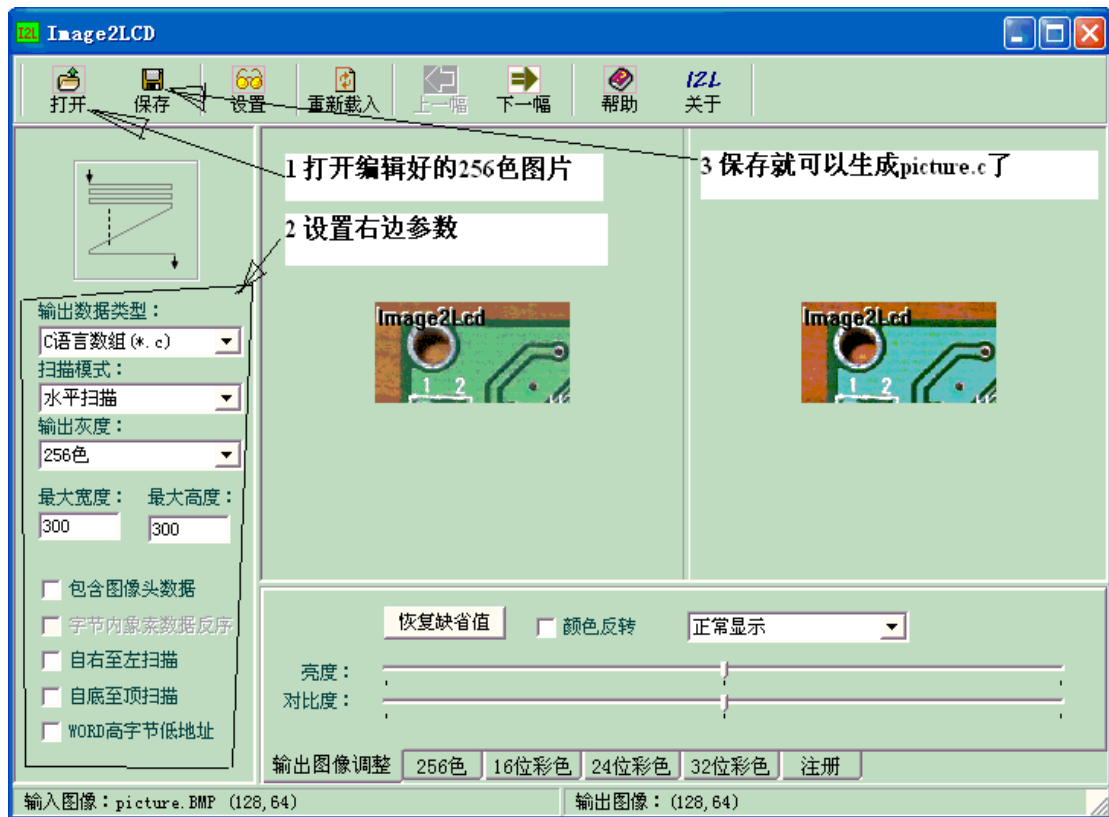 I2L Image2LCD
打开 保存 设置 重新载入 上一幅 下一幅 帮助 关于
I2L
1 打开编辑好的256色图片
3 保存就可以生成picture.c了
2 设置右边参数
输出数据类型：
C语言数组(*.c)
扫描模式：
水平扫描
输出灰度：
256色
最大宽度： 最大高度：
300 300
包含图像头数据
字节内象素数据反序
自右至左扫描
自底至顶扫描
WORD高字节低地址
Image2Lcd
1 2
Image2Lcd
1 2
恢复缺省值 颜色反转 正常显示
亮度：
对比度：
输出图像调整 256色 16位彩色 24位彩色 32位彩色 注册
输入图像：picture.BMP (128,64) 输出图像：(128,64)